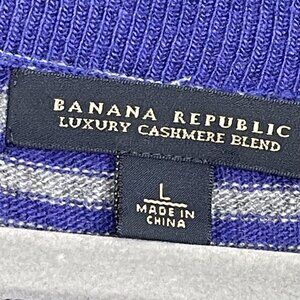 BANANA REPUBLIC
LUXURY CASHMERE BLEND
L
MADE IN
CHINA